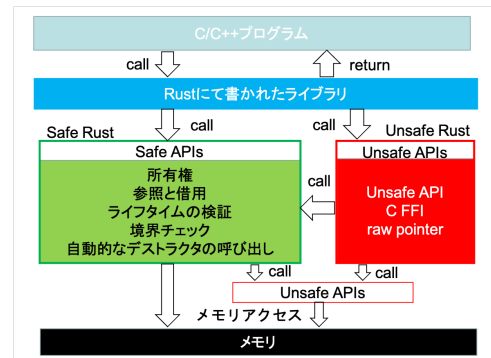 C/C++プログラム
call
return
Rustにて書かれたライブラリ
Safe Rust
call
call
Unsafe Rust
Safe APIs
Unsafe APIs
所有権
参照と借用
ライフタイムの検証
境界チェック
自動的なデストラクタの呼び出し
call
Unsafe API
C FFI
raw pointer
call
call
Unsafe APIs
メモリアクセス
メモリ